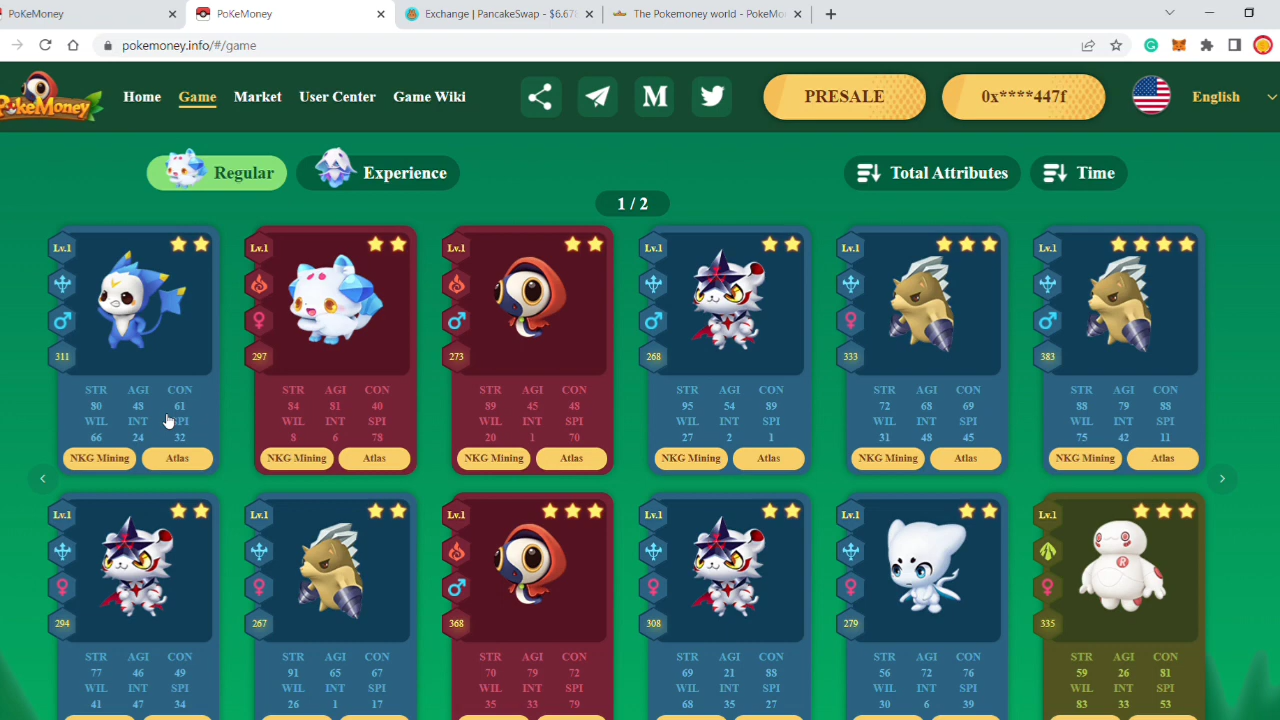 PoKeMoney
PoKeMoney
Exchange | PancakeSwap - $6.678
The Pokemoney world - PokeMo
pokemoney.info/#/game
PoKeMoney
Home
Game
Market
User Center
Game Wiki
M
PRESALE
0x****447f
English
Regular
Experience
Total Attributes
Time
1 / 2
Lv.1
Lv.1
Lv.1
Lv.1
Lv.1
Lv.1
311
297
273
268
333
383
STR AGI CON
STR AGI CON
STR AGI CON
STR AGI CON
STR AGI CON
STR AGI CON
80 48 61
84 81 40
89 45 48
95 54 89
72 68 69
88 79 88
WIL INT SPI
WIL INT SPI
WIL INT SPI
WIL INT SPI
WIL INT SPI
WIL INT SPI
66 24 32
8 6 78
20 1 70
27 2 1
31 48 45
75 42 11
NKG Mining Atlas
NKG Mining Atlas
NKG Mining Atlas
NKG Mining Atlas
NKG Mining Atlas
NKG Mining Atlas
Lv.1
Lv.1
Lv.1
Lv.1
Lv.1
Lv.1
R
294
267
368
308
279
335
STR AGI CON
STR AGI CON
STR AGI CON
STR AGI CON
STR AGI CON
STR AGI CON
77 46 49
91 65 67
70 79 72
69 21 88
56 72 76
59 26 81
WIL INT SPI
WIL INT SPI
WIL INT SPI
WIL INT SPI
WIL INT SPI
WIL INT SPI
41 47 34
26 1 17
35 33 79
68 35 27
30 6 39
83 33 53